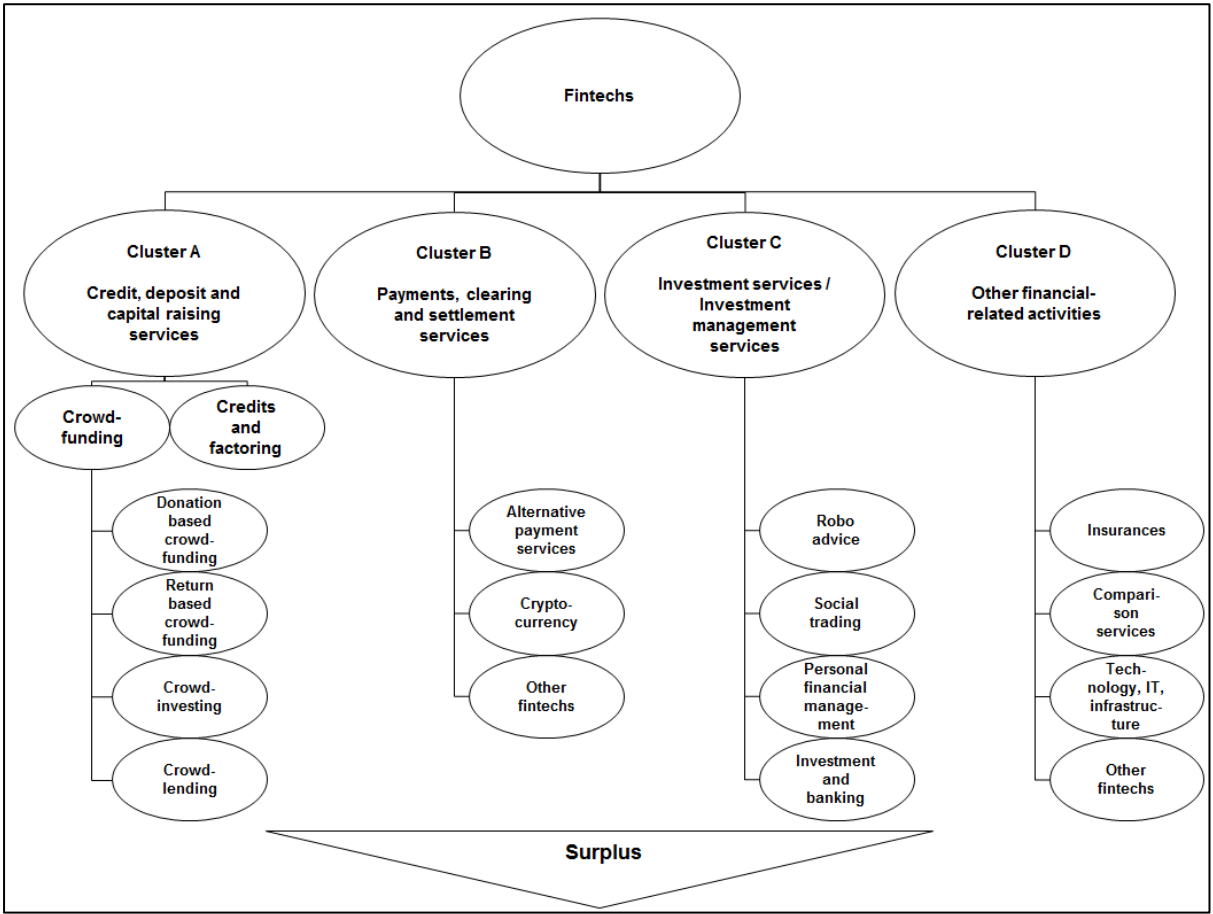 Fintechs
Cluster A
Credit, deposit and
capital raising
services
Cluster B
Payments, clearing
and settlement
services
Cluster C
Investment services /
Investment
management
services
Cluster D
Other financial-
related activities
Crowd-
funding
Credits
and
factoring
Donation
based
crowd-
funding
Return
based
crowd-
funding
Crowd-
investing
Crowd-
lending
Alternative
payment
services
Crypto-
currency
Other
fintechs
Robo
advice
Social
trading
Personal
financial
manage-
ment
Investment
and
banking
Insurances
Compari-
son
services
Tech-
nology, IT,
infrastruc-
ture
Other
fintechs
Surplus